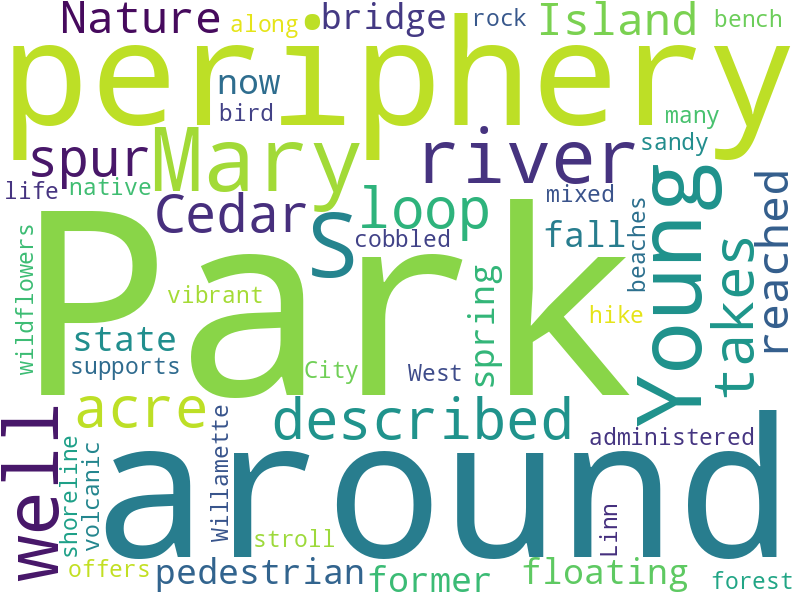 Nature along bridge rock Island bench
periphery
now
bird many
spur Mary river sandy
life native mixed
Cedar S loop Young reached
cobbled fall beaches
wildflowers Park spring takes
vibrant hike
state
supports City West
acre described
well around administered
shoreline volcanic Willamette Linn
stroll
offers pedestrian former floating forest